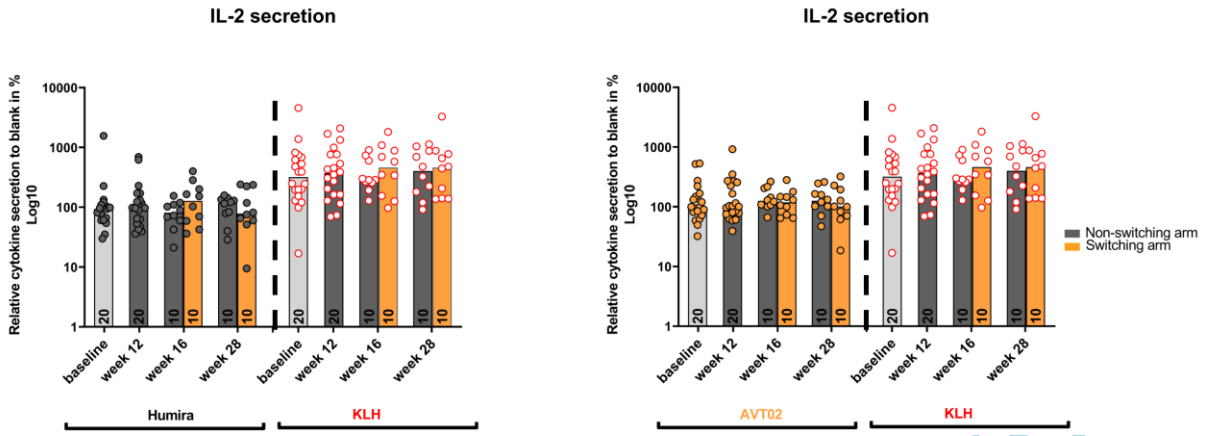 IL-2 secretion
Relative cytokine secretion to blank in %
Log10
10000
1000
100
10
1
20
20
10
10
10
10
20
20
10
10
10
10
baseline
week 12
week 16
week 28
baseline
week 12
week 16
week 28
Humira
KLH
IL-2 secretion
Relative cytokine secretion to blank in %
Log10
10000
1000
100
10
1
20
20
10
10
10
10
20
20
10
10
10
10
baseline
week 12
week 16
week 28
baseline
week 12
week 16
week 28
AVT02
KLH
Non-switching arm
Switching arm